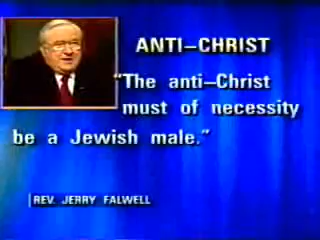 ANTI–CHRIST
"The anti–Christ
must of necessity
be a Jewish male."
REV. JERRY FALWELL